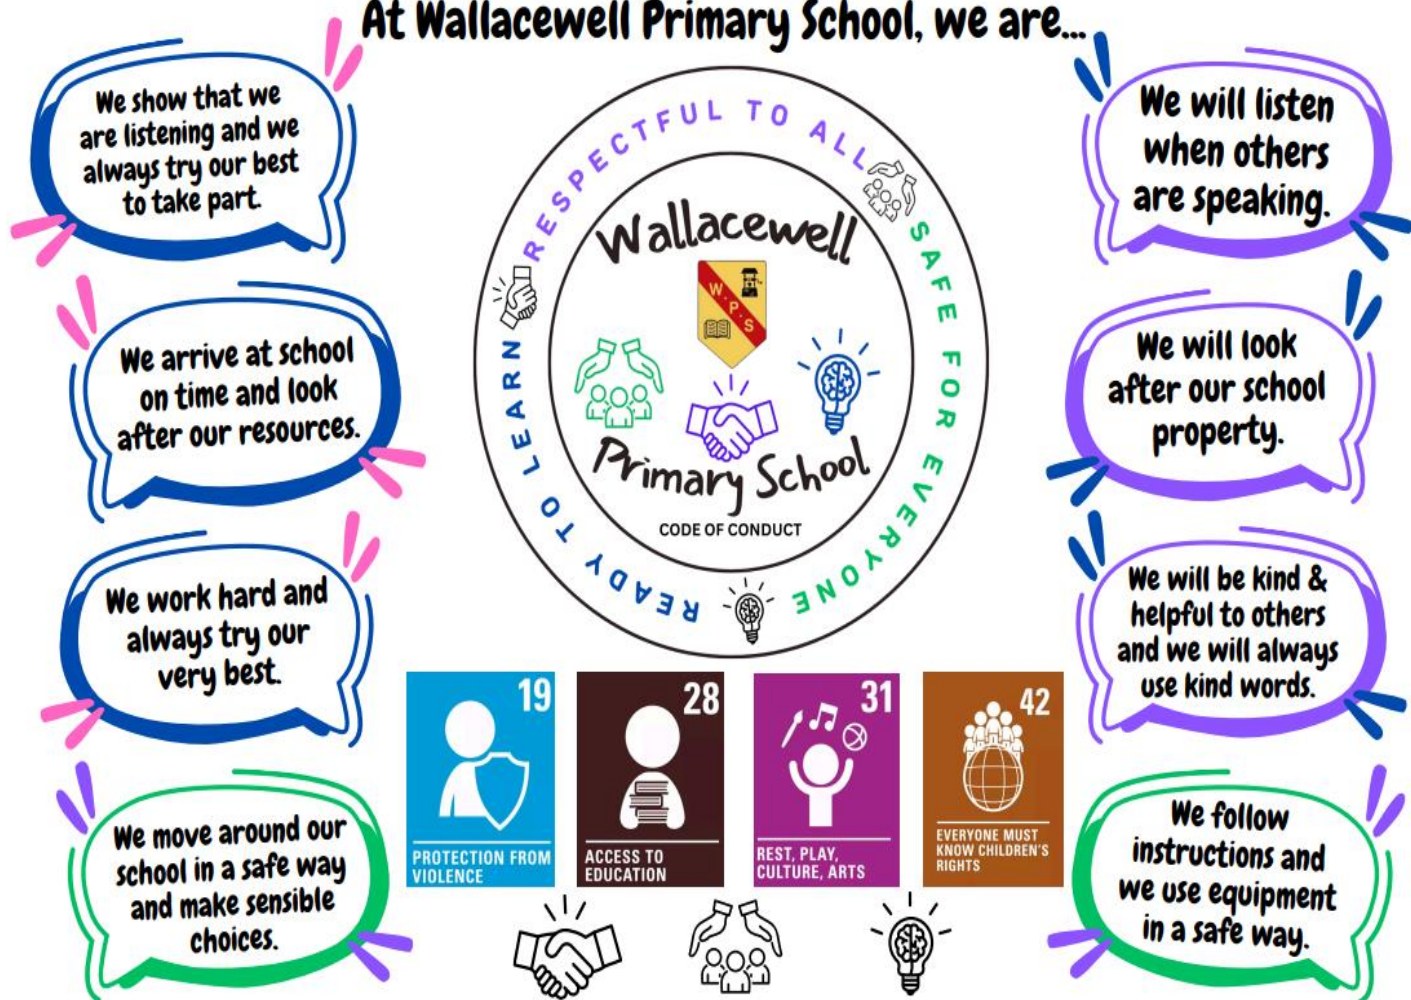 At Wallacewell Primary School, we are...
We show that we
are listening and we
always try our best
to take part.
We arrive at school
on time and look
after our resources.
We work hard and
always try our
very best.
We move around our
school in a safe way
and make sensible
choices.
RESPECTFUL TO ALL
SAFE FOR EVERYONE
READY TO LEARN
Wallacewell
W.P.S
Primary School
CODE OF CONDUCT
19
PROTECTION FROM
VIOLENCE
28
ACCESS TO
EDUCATION
31
REST, PLAY,
CULTURE, ARTS
42
EVERYONE MUST
KNOW CHILDREN'S
RIGHTS
We will listen
when others
are speaking.
We will look
after our school
property.
We will be kind &
helpful to others
and we will always
use kind words.
We follow
instructions and
we use equipment
in a safe way.